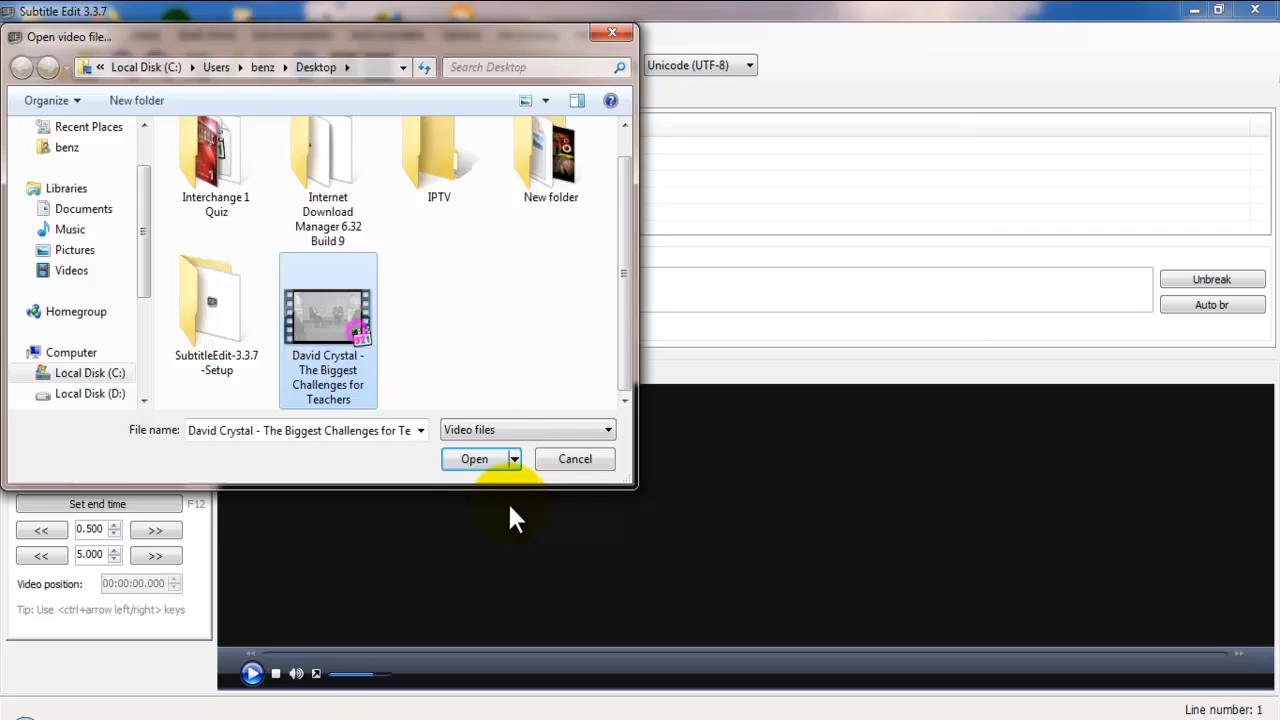 Subtitle Edit 3.3.7
Open video file...
« Local Disk (C:) Users benz Desktop
Search Desktop
Unicode (UTF-8)
Organize
New folder
Recent Places
benz
Libraries
Documents
Music
Pictures
Videos
Homegroup
Computer
Local Disk (C:)
Local Disk (D:)
Interchange 1
Quiz
Internet
Download
Manager 6.32
Build 9
IPTV
New folder
SubtitleEdit-3.3.7
-Setup
David Crystal -
The Biggest
Challenges for
Teachers
File name:
David Crystal - The Biggest Challenges for Te
Video files
Open
Cancel
Unbreak
Auto br
Set end time
F12
<<
0.500
>>
<<
5.000
>>
Video position:
00:00:00.000
Tip: Use <ctrl+arrow left/right> keys
Line number: 1